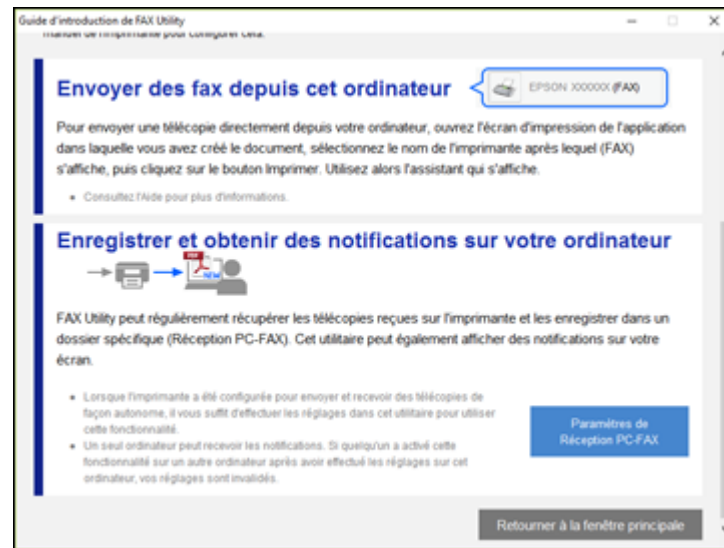 Guide d'introduction de FAX Utility
manuel de l'imprimante pour configurer cela.
Envoyer des fax depuis cet ordinateur
EPSON XXXXXX (FAX)
Pour envoyer une télécopie directement depuis votre ordinateur, ouvrez l'écran d'impression de l'application
dans laquelle vous avez créé le document, sélectionnez le nom de l'imprimante après lequel (FAX)
s'affiche, puis cliquez sur le bouton Imprimer. Utilisez alors l'assistant qui s'affiche.
• Consultez l'Aide pour plus d'informations.
Enregistrer et obtenir des notifications sur votre ordinateur
PDF
NEW
FAX Utility peut régulièrement récupérer les télécopies reçues sur l'imprimante et les enregistrer dans un
dossier spécifique (Réception PC-FAX). Cet utilitaire peut également afficher des notifications sur votre
écran.
• Lorsque l'imprimante a été configurée pour envoyer et recevoir des télécopies de
façon autonome, il vous suffit d'effectuer les réglages dans cet utilitaire pour utiliser
cette fonctionnalité.
• Un seul ordinateur peut recevoir les notifications. Si quelqu'un a activé cette
fonctionnalité sur un autre ordinateur après avoir effectué les réglages sur cet
ordinateur, vos réglages sont invalidés.
Paramètres de
Réception PC-FAX
Retourner à la fenêtre principale